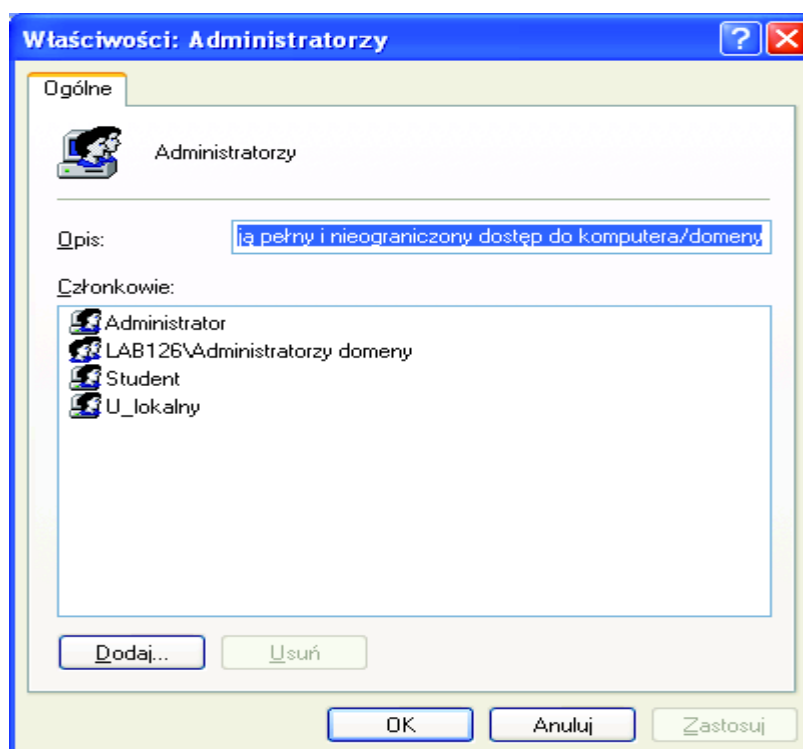 Właściwości: Administratorzy
?
Ogólne
Administratorzy
Opis: ją pełny i nieograniczony dostęp do komputera/domeny
Członkowie:
Administrator
LAB126\Administratorzy domeny
Student
U_lokalny
Dodaj... Usuń
OK Anuluj Zastosuj